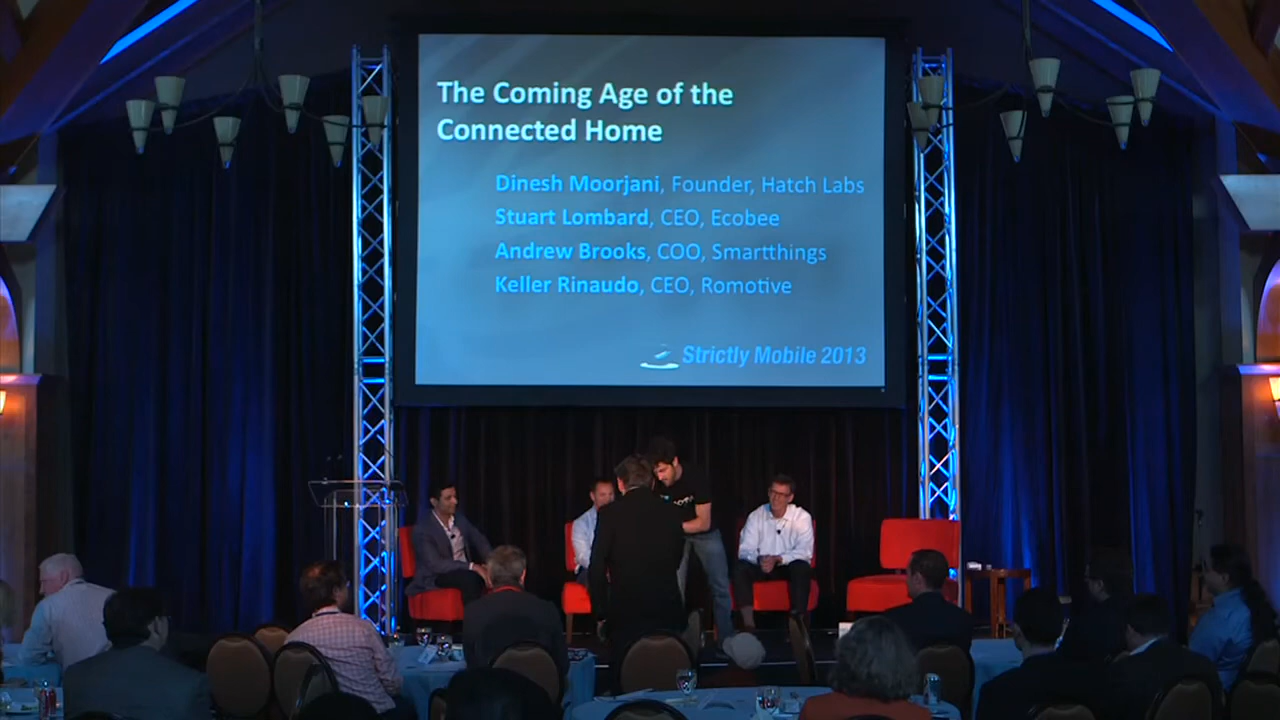 The Coming Age of the
Connected Home
Dinesh Moorjani, Founder, Hatch Labs
Stuart Lombard, CEO, Ecobee
Andrew Brooks, COO, Smartthings
Keller Rinaudo, CEO, Romotive
Strictly Mobile 2013